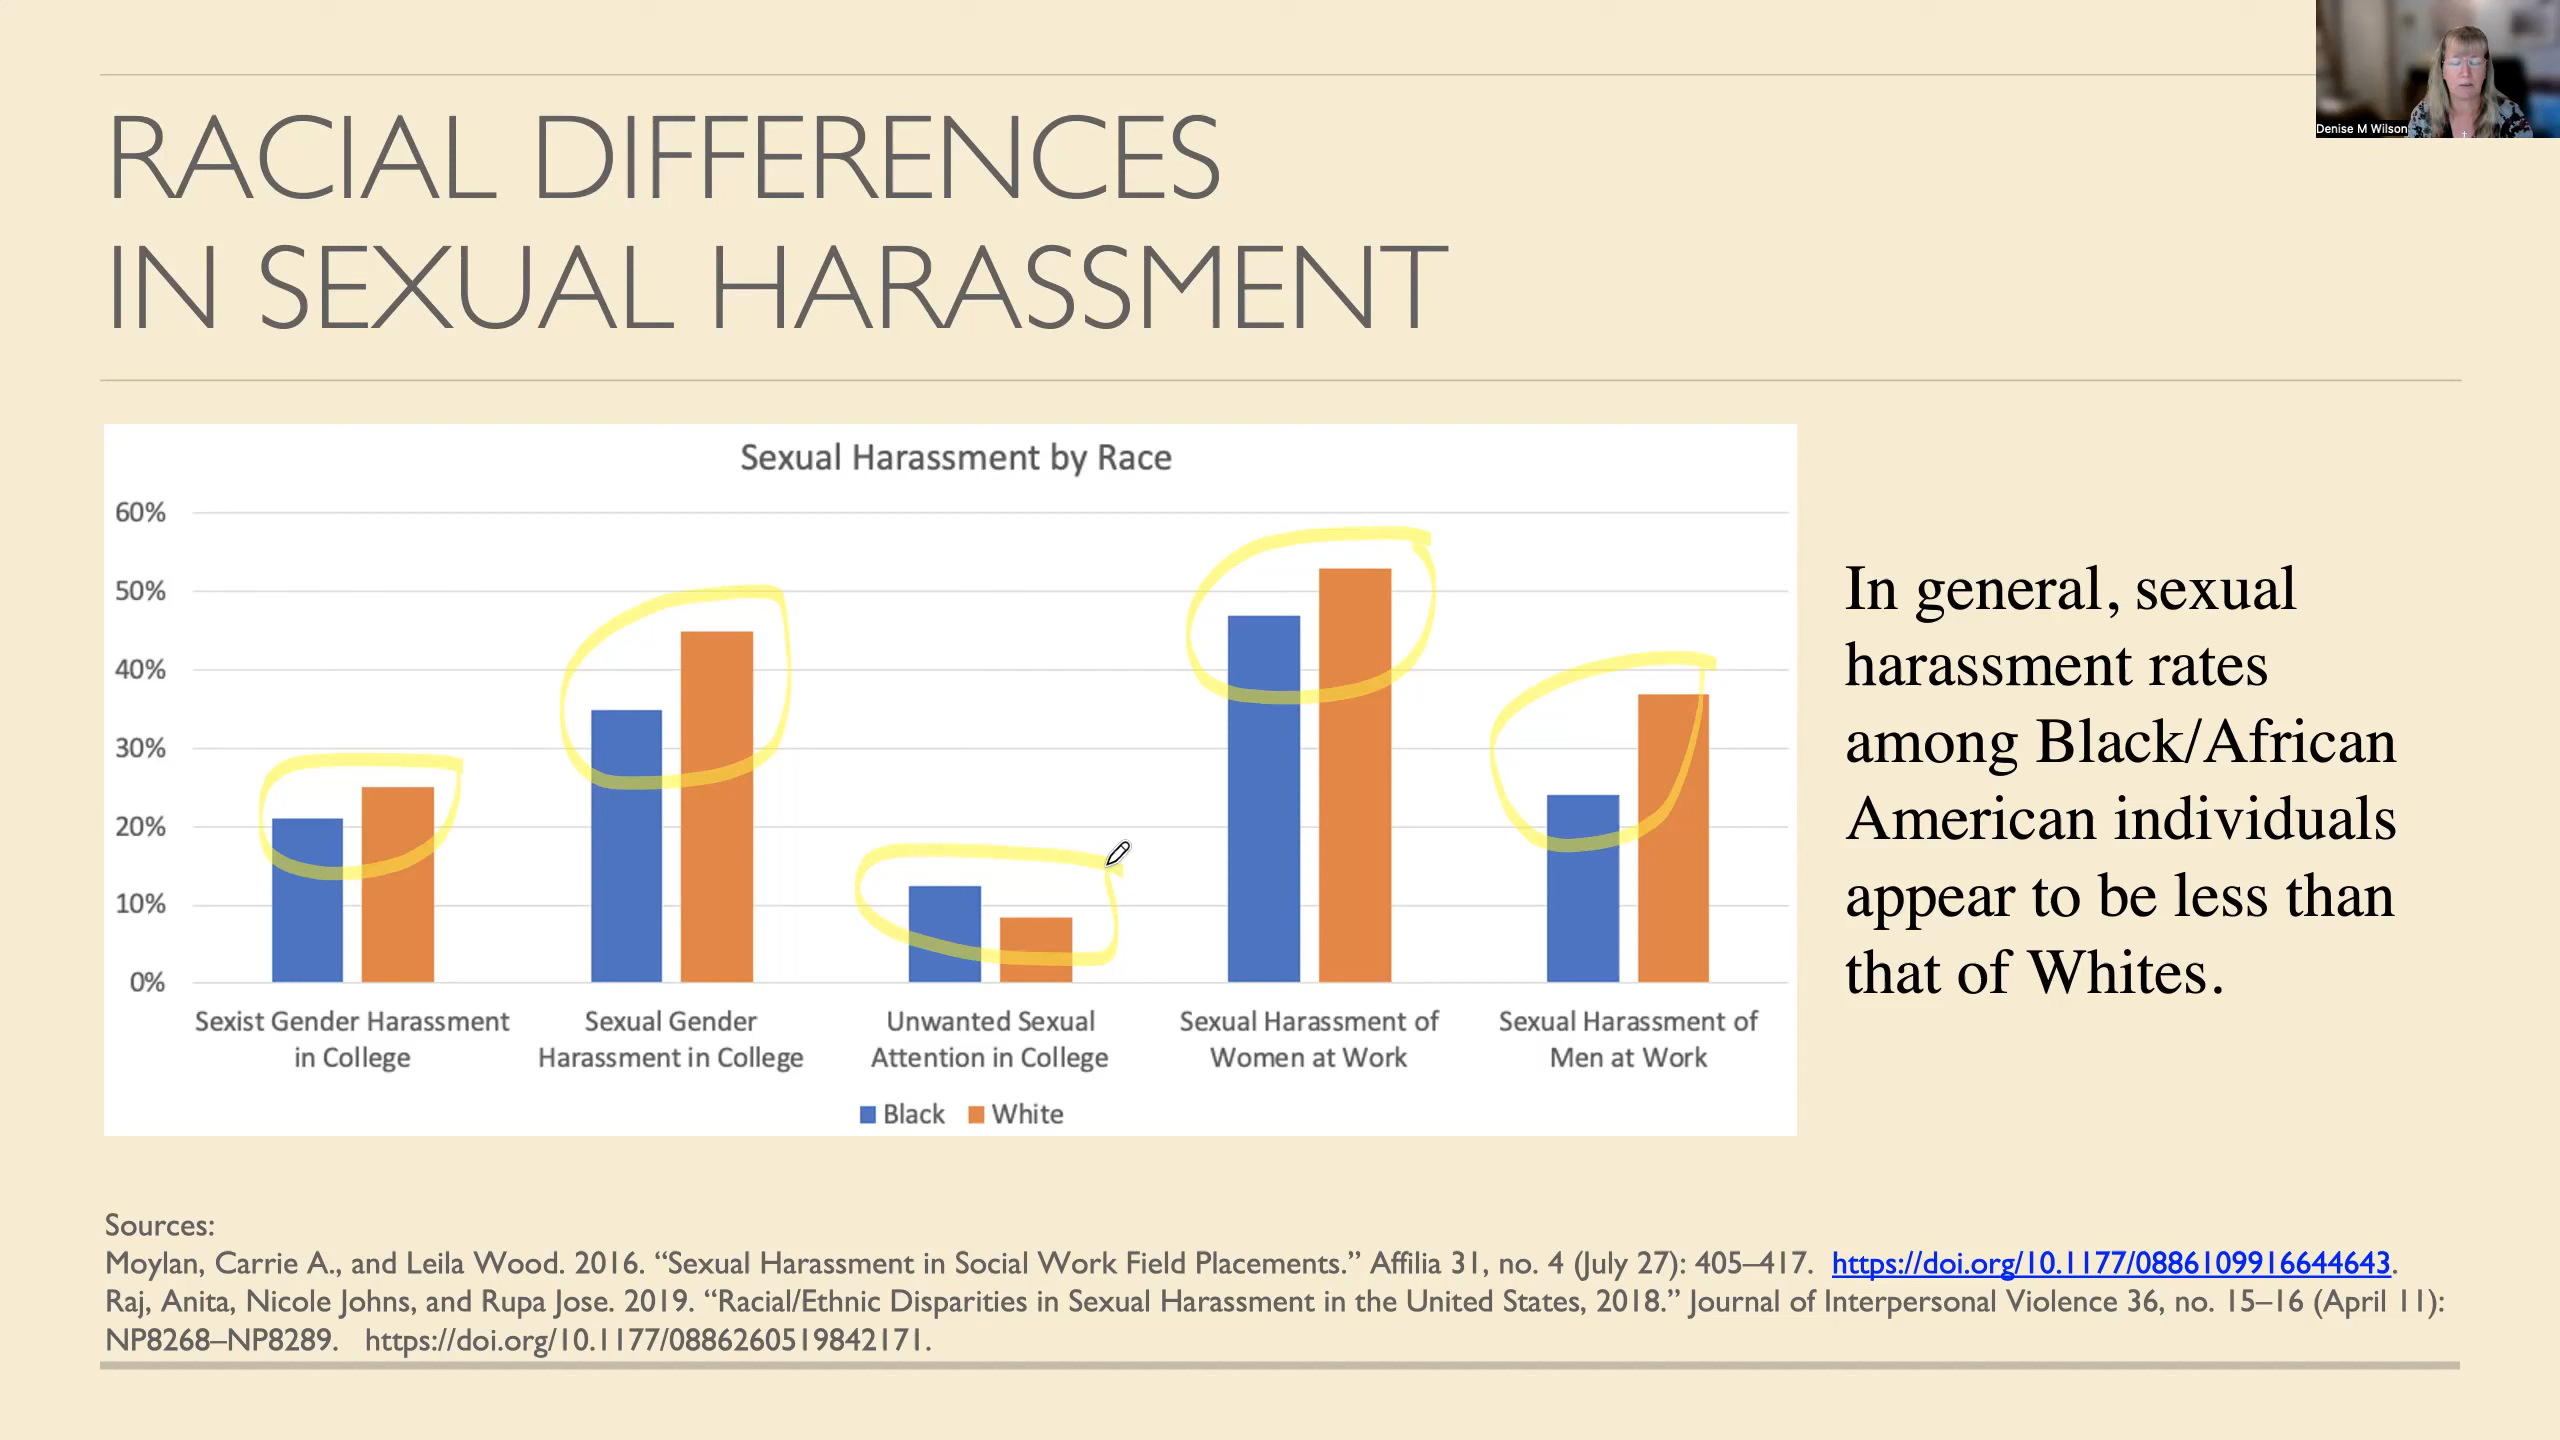 Denise M Wilson
RACIAL DIFFERENCES
IN SEXUAL HARASSMENT
Sexual Harassment by Race
60%
50%
40%
30%
20%
10%
0%
Sexist Gender Harassment
in College
Sexual Gender
Harassment in College
Unwanted Sexual
Attention in College
Sexual Harassment of
Women at Work
Sexual Harassment of
Men at Work
Black White
In general, sexual
harassment rates
among Black/African
American individuals
appear to be less than
that of Whites.
Sources:
Moylan, Carrie A., and Leila Wood. 2016. “Sexual Harassment in Social Work Field Placements.” Affilia 31, no. 4 (July 27): 405–417. https://doi.org/10.1177/0886109916644643.
Raj, Anita, Nicole Johns, and Rupa Jose. 2019. “Racial/Ethnic Disparities in Sexual Harassment in the United States, 2018.” Journal of Interpersonal Violence 36, no. 15–16 (April 11):
NP8268–NP8289. https://doi.org/10.1177/0886260519842171.